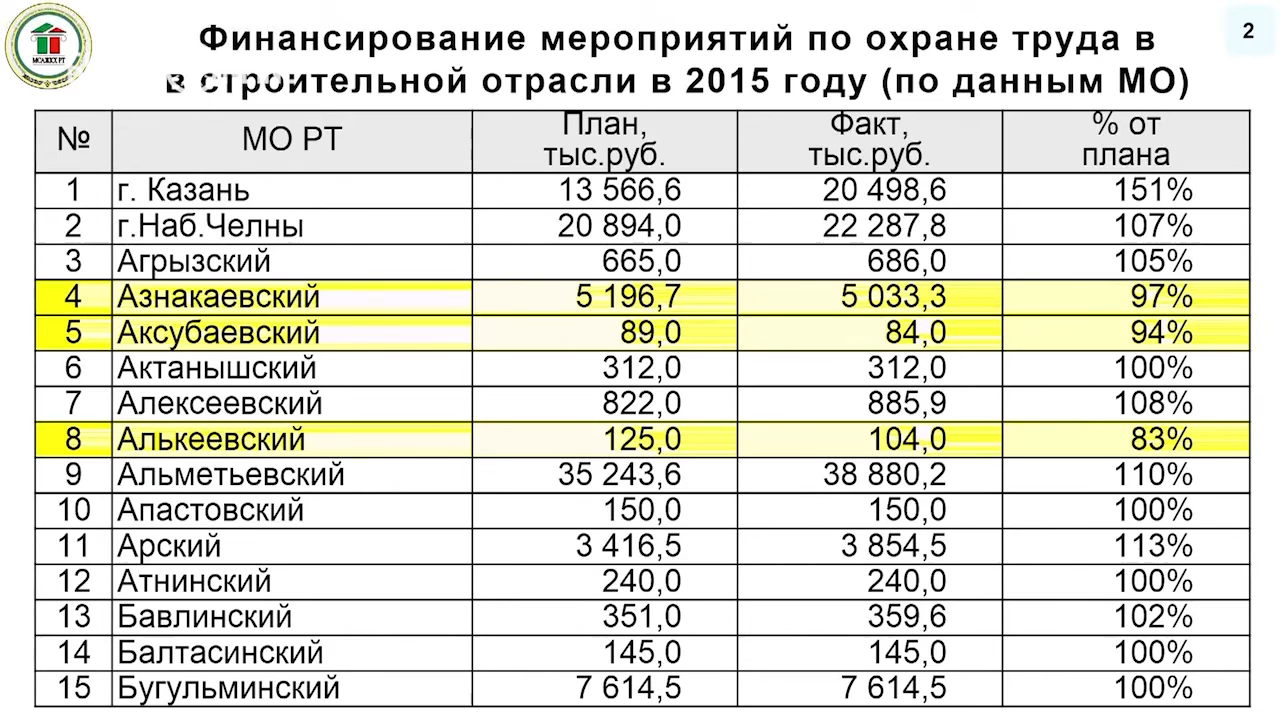 МСАЖКХ РТ
2
Финансирование мероприятий по охране труда в
в строительной отрасли в 2015 году (по данным МО)
№ МО РТ План, тыс.руб. Факт, тыс.руб. % от плана
1 г. Казань 13 566,6 20 498,6 151%
2 г.Наб.Челны 20 894,0 22 287,8 107%
3 Агрызский 665,0 686,0 105%
4 Азнакаевский 5 196,7 5 033,3 97%
5 Аксубаевский 89,0 84,0 94%
6 Актанышский 312,0 312,0 100%
7 Алексеевский 822,0 885,9 108%
8 Алькеевский 125,0 104,0 83%
9 Альметьевский 35 243,6 38 880,2 110%
10 Апастовский 150,0 150,0 100%
11 Арский 3 416,5 3 854,5 113%
12 Атнинский 240,0 240,0 100%
13 Бавлинский 351,0 359,6 102%
14 Балтасинский 145,0 145,0 100%
15 Бугульминский 7 614,5 7 614,5 100%